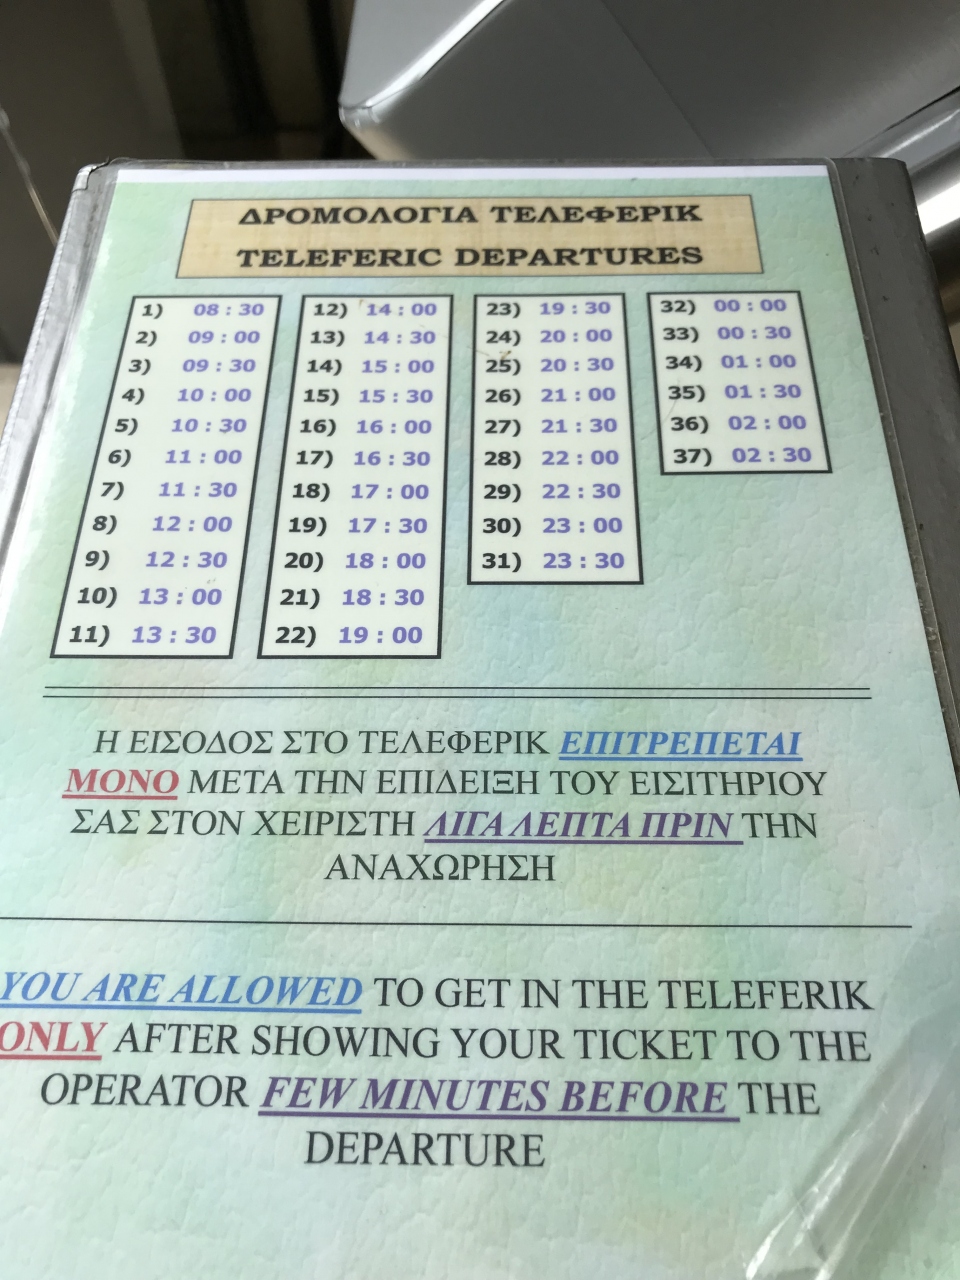 ΔΡΟΜΟΛΟΓΙΑ ΤΕΛΕΦΕΡΙΚ
TELEFERIC DEPARTURES
1) 08 : 30
2) 09 : 00
3) 09 : 30
4) 10 : 00
5) 10 : 30
6) 11 : 00
7) 11 : 30
8) 12 : 00
9) 12 : 30
10) 13 : 00
11) 13 : 30
12) 14 : 00
13) 14 : 30
14) 15 : 00
15) 15 : 30
16) 16 : 00
17) 16 : 30
18) 17 : 00
19) 17 : 30
20) 18 : 00
21) 18 : 30
22) 19 : 00
23) 19 : 30
24) 20 : 00
25) 20 : 30
26) 21 : 00
27) 21 : 30
28) 22 : 00
29) 22 : 30
30) 23 : 00
31) 23 : 30
32) 00 : 00
33) 00 : 30
34) 01 : 00
35) 01 : 30
36) 02 : 00
37) 02 : 30
Η ΕΙΣΟΔΟΣ ΣΤΟ ΤΕΛΕΦΕΡΙΚ ΕΠΙΤΡΕΠΕΤΑΙ
ΜΟΝΟ ΜΕΤΑ ΤΗΝ ΕΠΙΔΕΙΞΗ ΤΟΥ ΕΙΣΙΤΗΡΙΟΥ
ΣΑΣ ΣΤΟΝ ΧΕΙΡΙΣΤΗ ΛΙΓΑ ΛΕΠΤΑ ΠΡΙΝ ΤΗΝ
ΑΝΑΧΩΡΗΣΗ
YOU ARE ALLOWED TO GET IN THE TELEFERIK
ONLY AFTER SHOWING YOUR TICKET TO THE
OPERATOR FEW MINUTES BEFORE THE
DEPARTURE